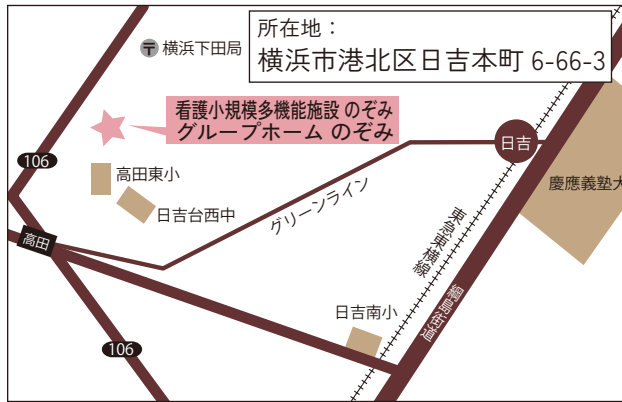 所在地：
横浜市港北区日吉本町 6-66-3
〒 横浜下田局
看護小規模多機能施設 のぞみ
グループホーム のぞみ
106
日吉
高田東小
慶應義塾大
日吉台西中
グリーンライン
東急東横線
高田
綱島街道
日吉南小
106